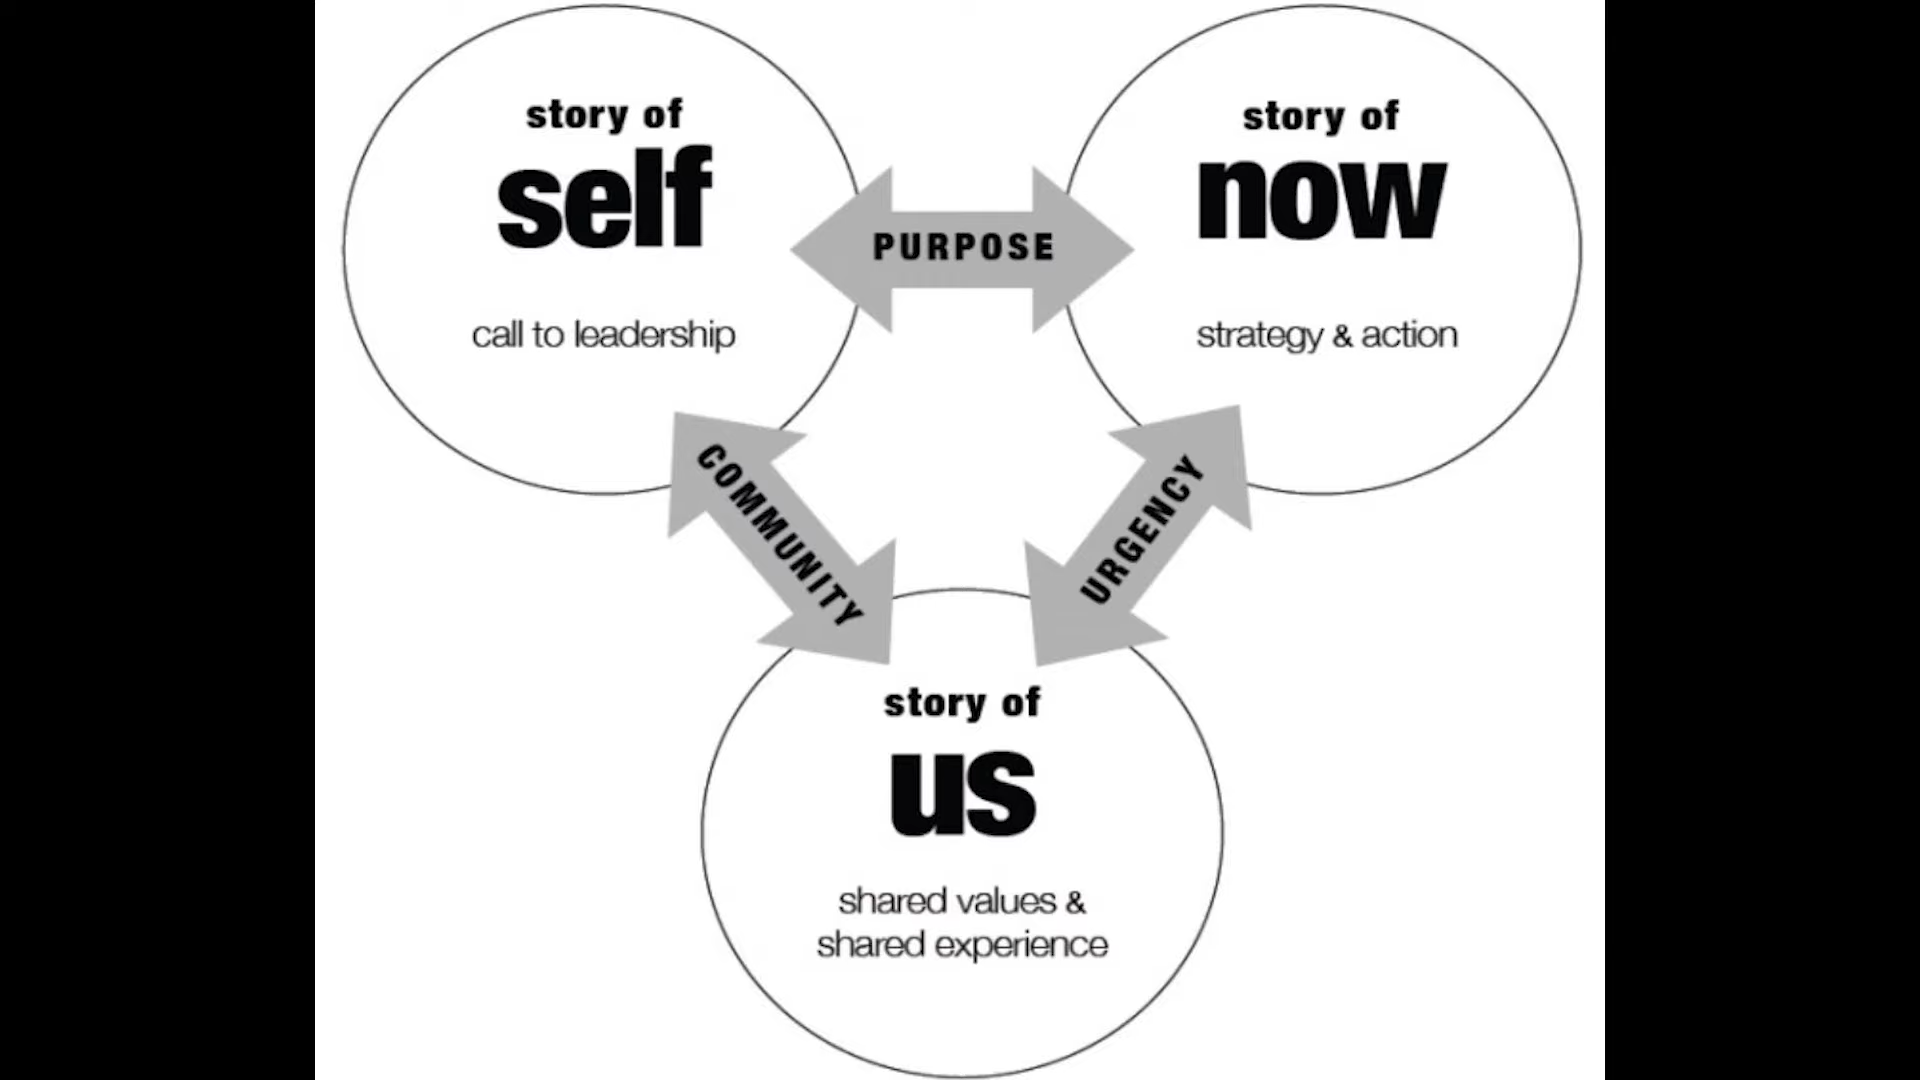 story of
self
call to leadership
PURPOSE
story of
now
strategy & action
COMMUNITY
URGENCY
story of
us
shared values &
shared experience